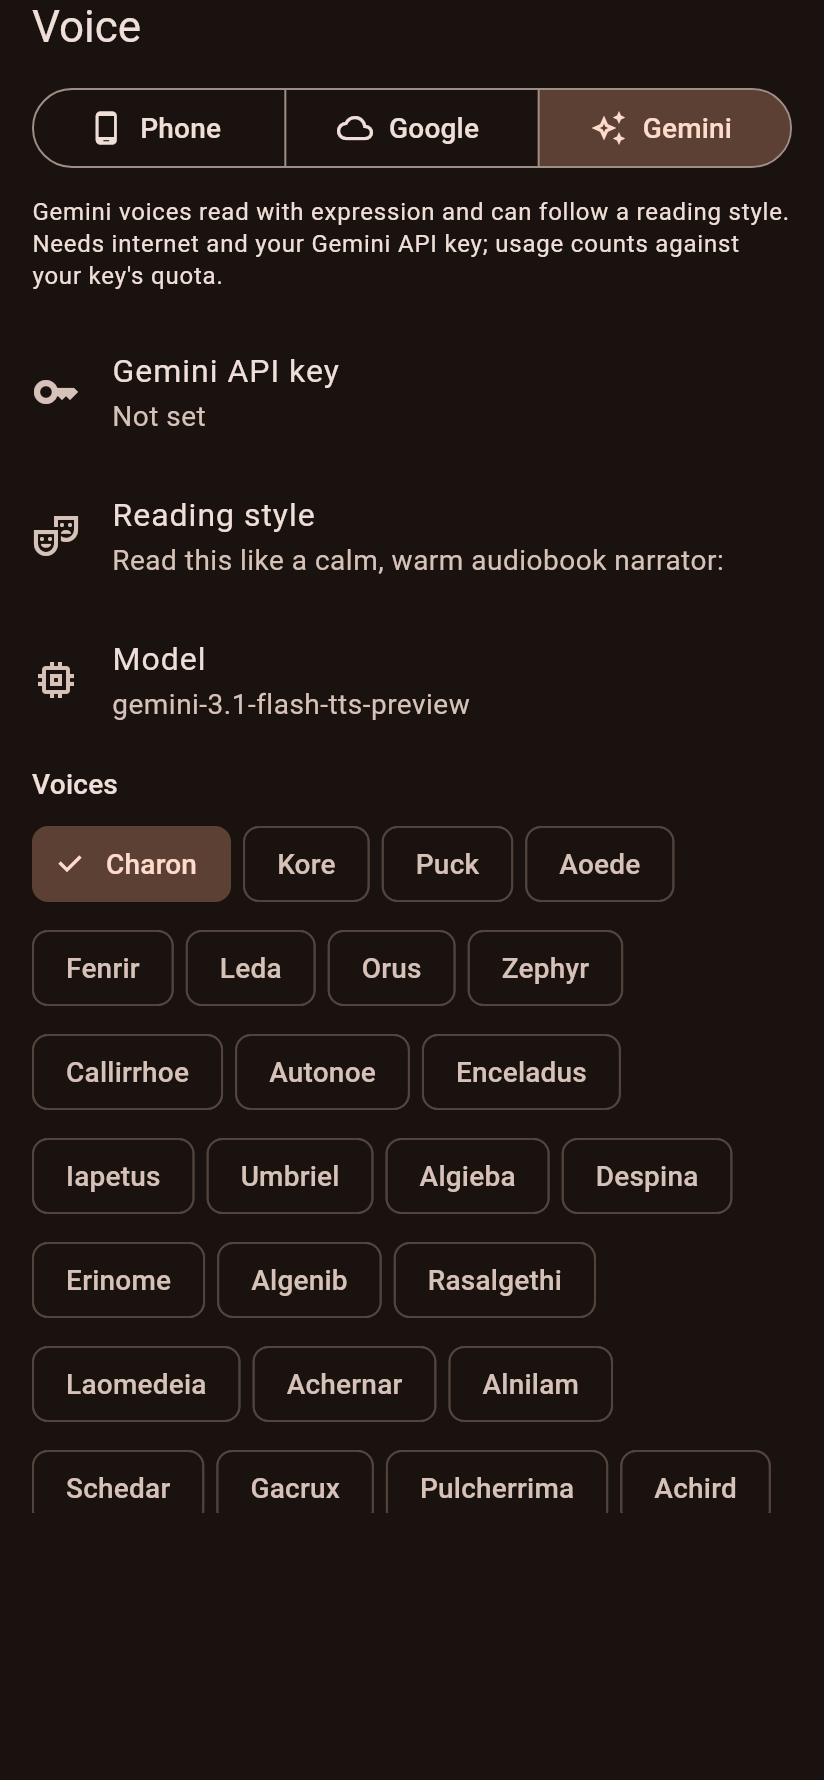 Voice
Phone
Google
Gemini
Gemini voices read with expression and can follow a reading style.
Needs internet and your Gemini API key; usage counts against
your key's quota.
Gemini API key
Not set
Reading style
Read this like a calm, warm audiobook narrator:
Model
gemini-3.1-flash-tts-preview
Voices
Charon Kore Puck Aoede
Fenrir Leda Orus Zephyr
Callirrhoe Autonoe Enceladus
Iapetus Umbriel Algieba Despina
Erinome Algenib Rasalgethi
Laomedeia Achernar Alnilam
Schedar Gacrux Pulcherrima Achird